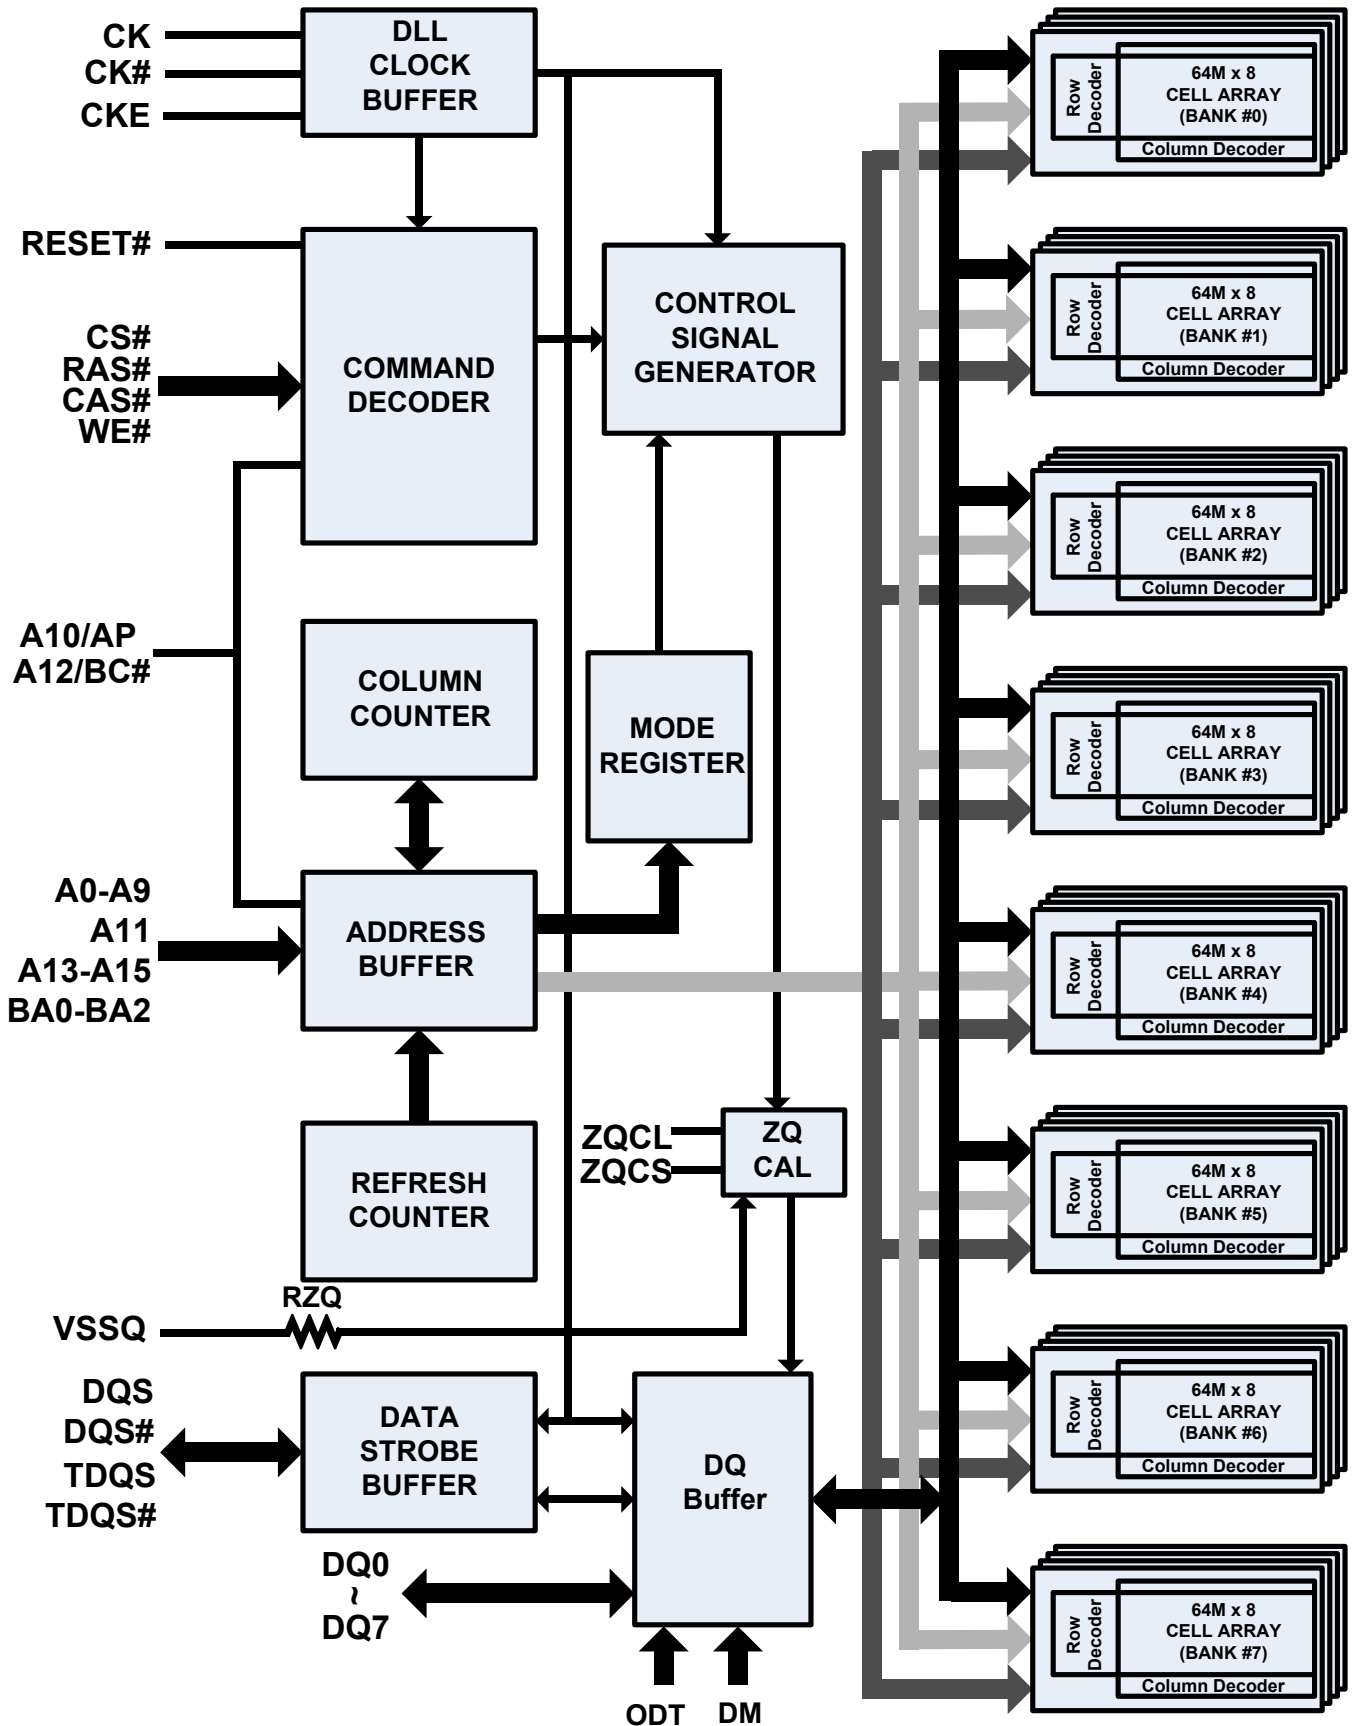 CK
CK#
CKE
DLL
CLOCK
BUFFER
RESET#
CS#
RAS#
CAS#
WE#
COMMAND
DECODER
CONTROL
SIGNAL
GENERATOR
A10/AP
A12/BC#
COLUMN
COUNTER
MODE
REGISTER
A0-A9
A11
A13-A15
BA0-BA2
ADDRESS
BUFFER
REFRESH
COUNTER
ZQCL
ZQCS
ZQ
CAL
VSSQ
RZQ
DQS
DQS#
TDQS
TDQS#
DATA
STROBE
BUFFER
DQ
Buffer
DQ0
~
DQ7
ODT
DM
Row
Decoder
64M x 8
CELL ARRAY
(BANK #0)
Column Decoder
Row
Decoder
64M x 8
CELL ARRAY
(BANK #1)
Column Decoder
Row
Decoder
64M x 8
CELL ARRAY
(BANK #2)
Column Decoder
Row
Decoder
64M x 8
CELL ARRAY
(BANK #3)
Column Decoder
Row
Decoder
64M x 8
CELL ARRAY
(BANK #4)
Column Decoder
Row
Decoder
64M x 8
CELL ARRAY
(BANK #5)
Column Decoder
Row
Decoder
64M x 8
CELL ARRAY
(BANK #6)
Column Decoder
Row
Decoder
64M x 8
CELL ARRAY
(BANK #7)
Column Decoder